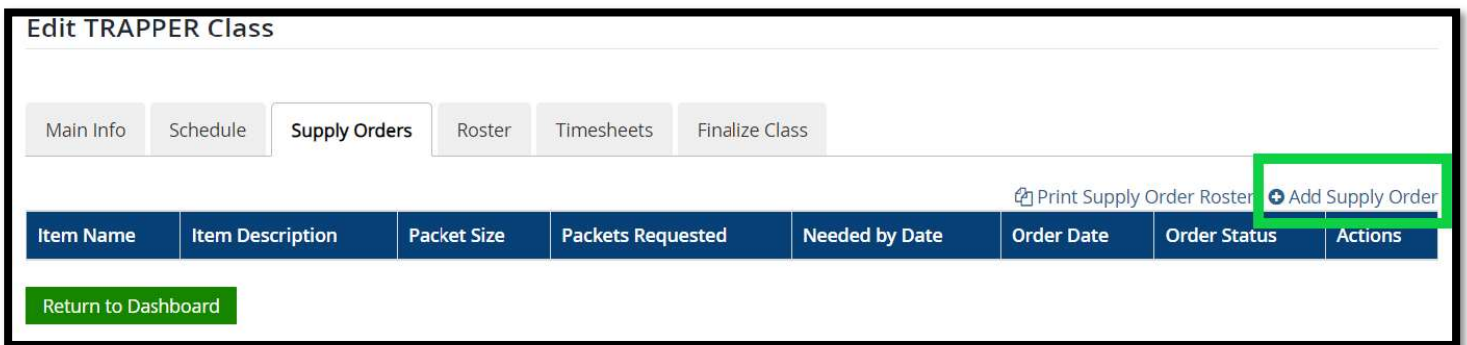 Edit TRAPPER Class
Main Info Schedule Supply Orders Roster Timesheets Finalize Class
Print Supply Order Roster Add Supply Order
Item Name Item Description Packet Size Packets Requested Needed by Date Order Date Order Status Actions
Return to Dashboard